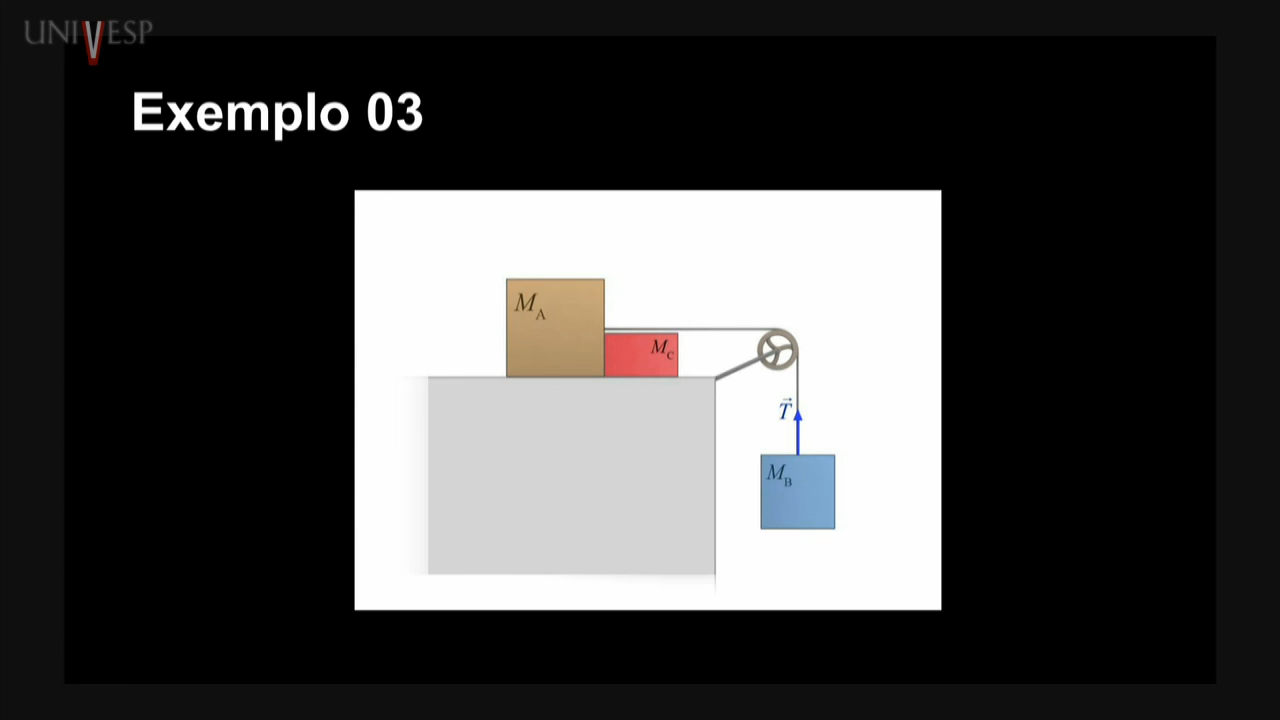 UNIVESP
Exemplo 03
M_A
M_C
T⃗
M_B